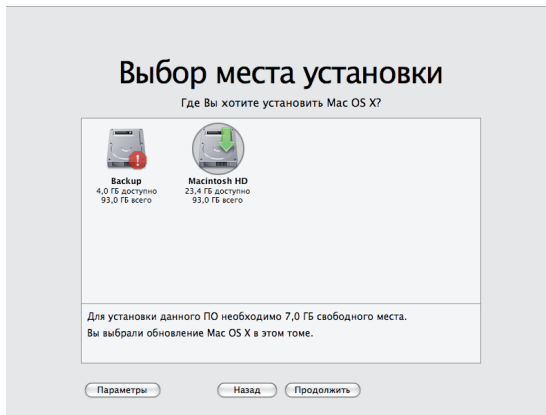 Выбор места установки
Где Вы хотите установить Mac OS X?
Backup
4,0 ГБ доступно
93,0 ГБ всего
Macintosh HD
23,4 ГБ доступно
93,0 ГБ всего
Для установки данного ПО необходимо 7,0 ГБ свободного места.
Вы выбрали обновление Mac OS X в этом томе.
Параметры
Назад
Продолжить